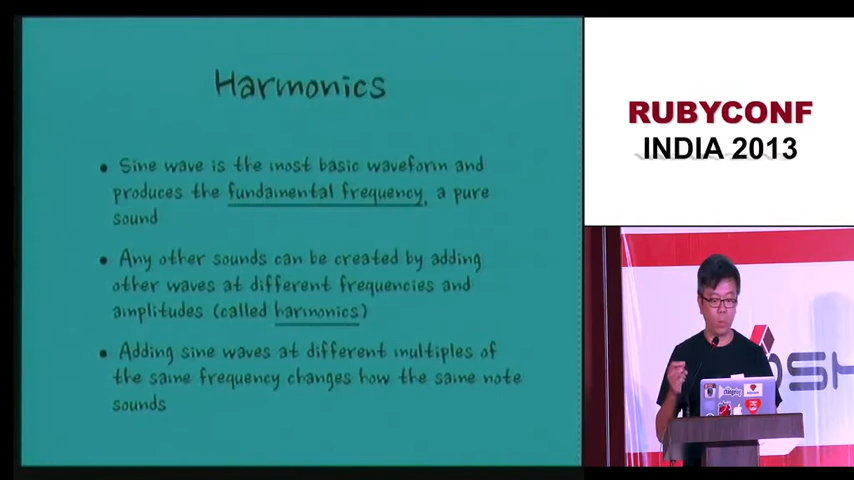 Harmonics
• Sine wave is the most basic waveform and
produces the fundamental frequency, a pure
sound
• Any other sounds can be created by adding
other waves at different frequencies and
amplitudes (called harmonics)
• Adding sine waves at different multiples of
the same frequency changes how the same note
sounds
RUBYCONF
INDIA 2013